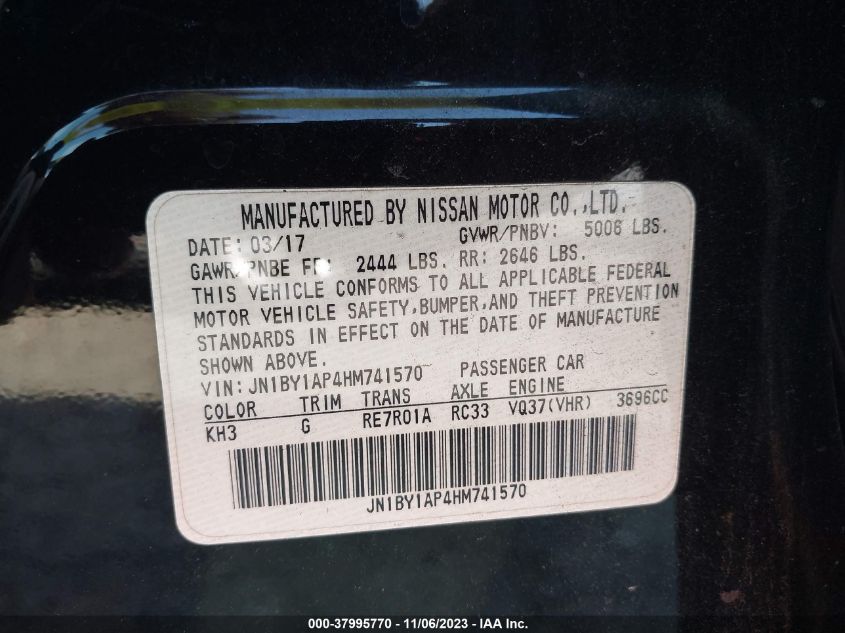 MANUFACTURED BY NISSAN MOTOR CO.,LTD.
DATE: 03/17 GVWR/PNBV: 5006 LBS.
GAWR/PNBE FR: 2444 LBS. RR: 2646 LBS.
THIS VEHICLE CONFORMS TO ALL APPLICABLE FEDERAL
MOTOR VEHICLE SAFETY,BUMPER,AND THEFT PREVENTION
STANDARDS IN EFFECT ON THE DATE OF MANUFACTURE
SHOWN ABOVE.
VIN: JN1BY1AP4HM741570 PASSENGER CAR
COLOR TRIM TRANS AXLE ENGINE
KH3 G RE7R01A RC33 VQ37(VHR) 3696CC
JN1BY1AP4HM741570
000-37995770 - 11/06/2023 - IAA Inc.